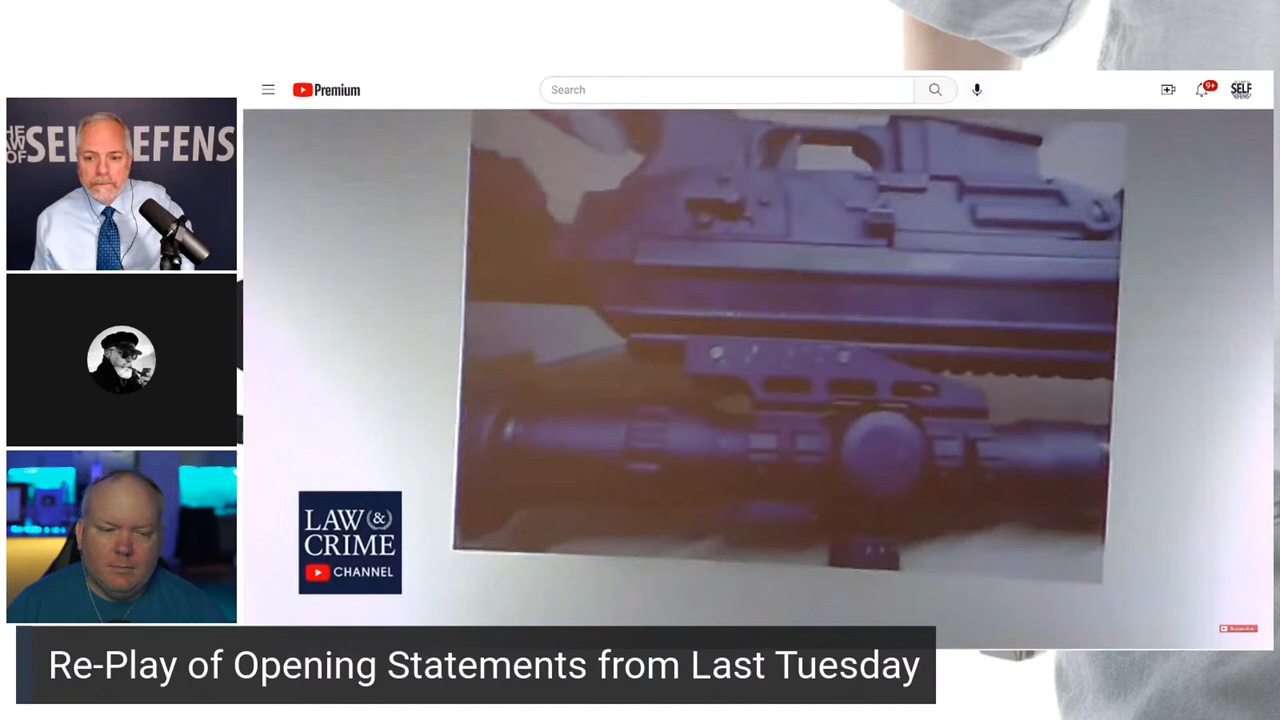 Premium
Search
9+
SELF
THE
LAW
OF
SELF DEFENS
LAW &
CRIME
CHANNEL
Re-Play of Opening Statements from Last Tuesday